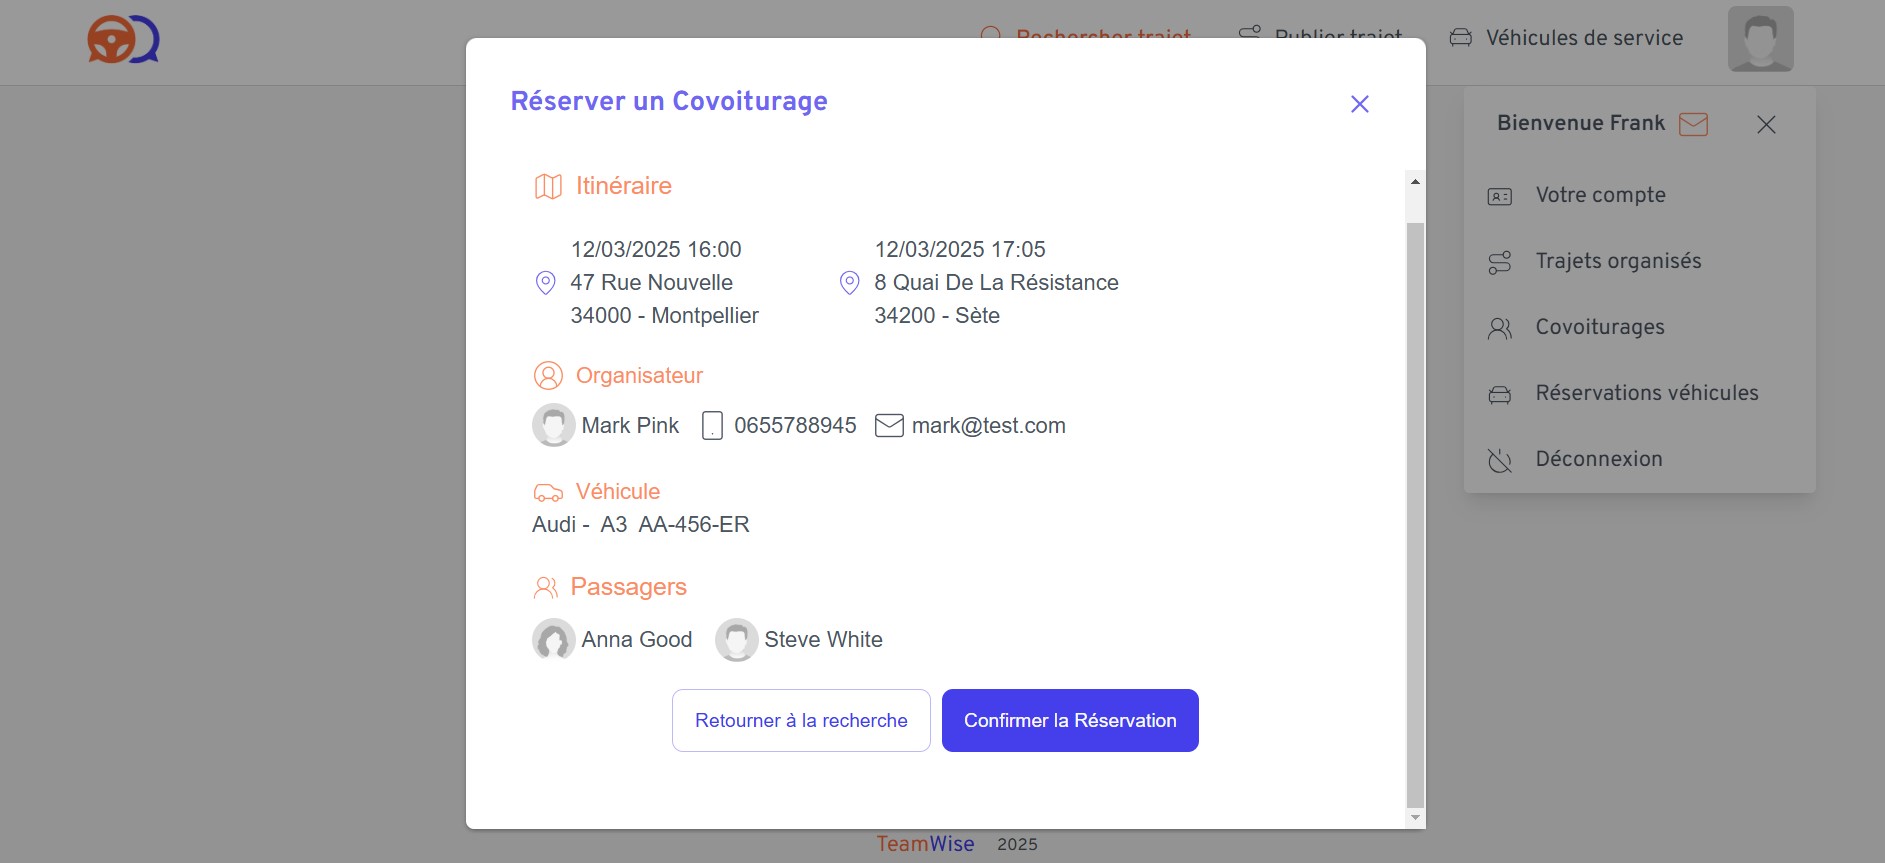 Rechercher trajet
Publier trajet
Véhicules de service
Réserver un Covoiturage
Itinéraire
12/03/2025 16:00
47 Rue Nouvelle
34000 - Montpellier
12/03/2025 17:05
8 Quai De La Résistance
34200 - Sète
Organisateur
Mark Pink 0655788945 mark@test.com
Véhicule
Audi - A3 AA-456-ER
Passagers
Anna Good Steve White
Retourner à la recherche
Confirmer la Réservation
Bienvenue Frank
Votre compte
Trajets organisés
Covoiturages
Réservations véhicules
Déconnexion
TeamWise 2025